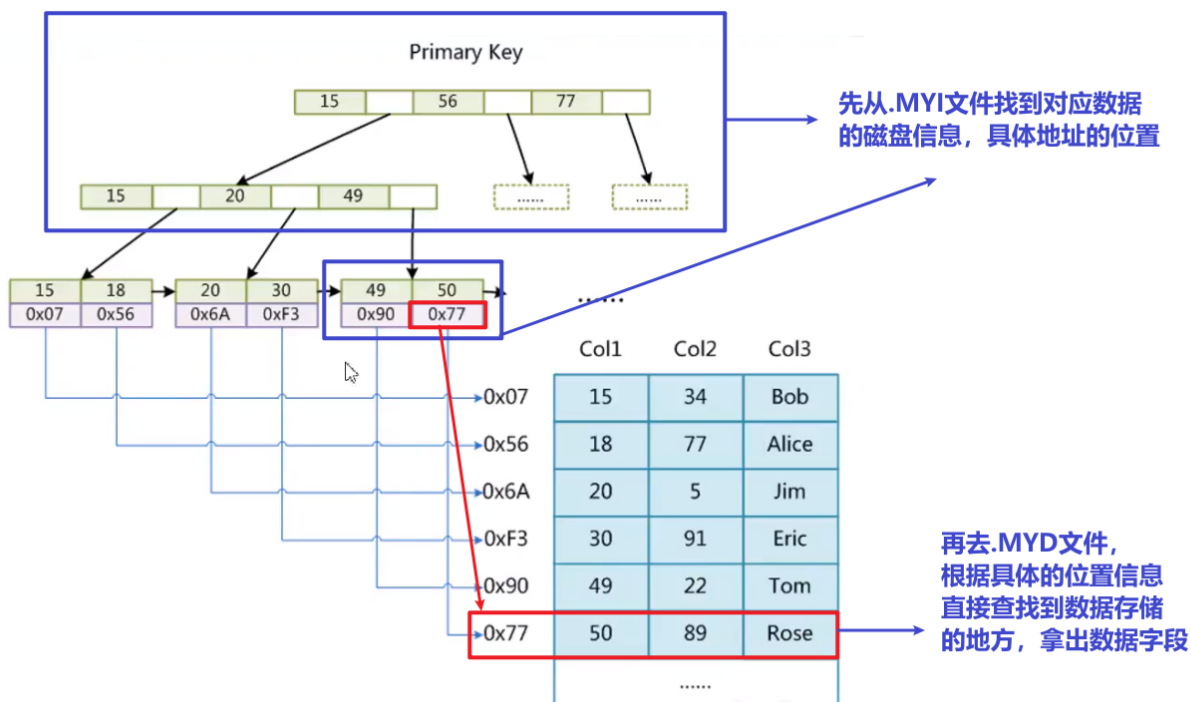 Primary Key
15 56 77
先从.MYI文件找到对应数据
的磁盘信息，具体地址的位置
15 20 49 ...... ......
15 18 20 30 49 50 ......
0x07 0x56 0x6A 0xF3 0x90 0x77
Col1 Col2 Col3
0x07 15 34 Bob
0x56 18 77 Alice
0x6A 20 5 Jim
0xF3 30 91 Eric
0x90 49 22 Tom
0x77 50 89 Rose
......
再去.MYD文件，
根据具体的位置信息
直接查找到数据存储
的地方，拿出数据字段